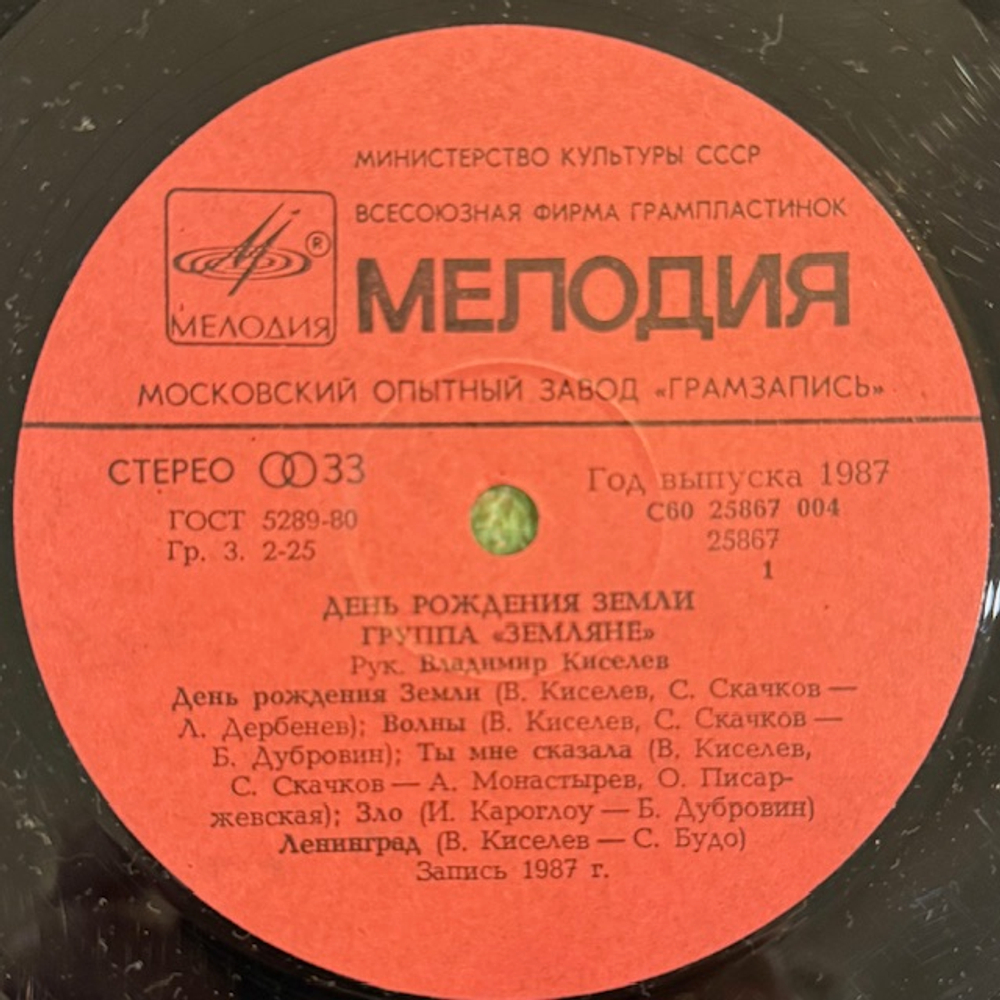 МИНИСТЕРСТВО КУЛЬТУРЫ СССР
ВСЕСОЮЗНАЯ ФИРМА ГРАМПЛАСТИНОК
®
МЕЛОДИЯ
МЕЛОДИЯ
МОСКОВСКИЙ ОПЫТНЫЙ ЗАВОД «ГРАМЗАПИСЬ»
СТЕРЕО 33
Год выпуска 1987
ГОСТ 5289-80
С60 25867 004
Гр. 3. 2-25
25867
1
ДЕНЬ РОЖДЕНИЯ ЗЕМЛИ
ГРУППА «ЗЕМЛЯНЕ»
Рук. Владимир Киселев
День рождения Земли (В. Киселев, С. Скачков —
Л. Дербенев); Волны (В. Киселев, С. Скачков —
Б. Дубровин); Ты мне сказала (В. Киселев,
С. Скачков — А. Монастырев, О. Писар-
жевская); Зло (И. Кароглоу — Б. Дубровин)
Ленинград (В. Киселев — С. Будо)
Запись 1987 г.